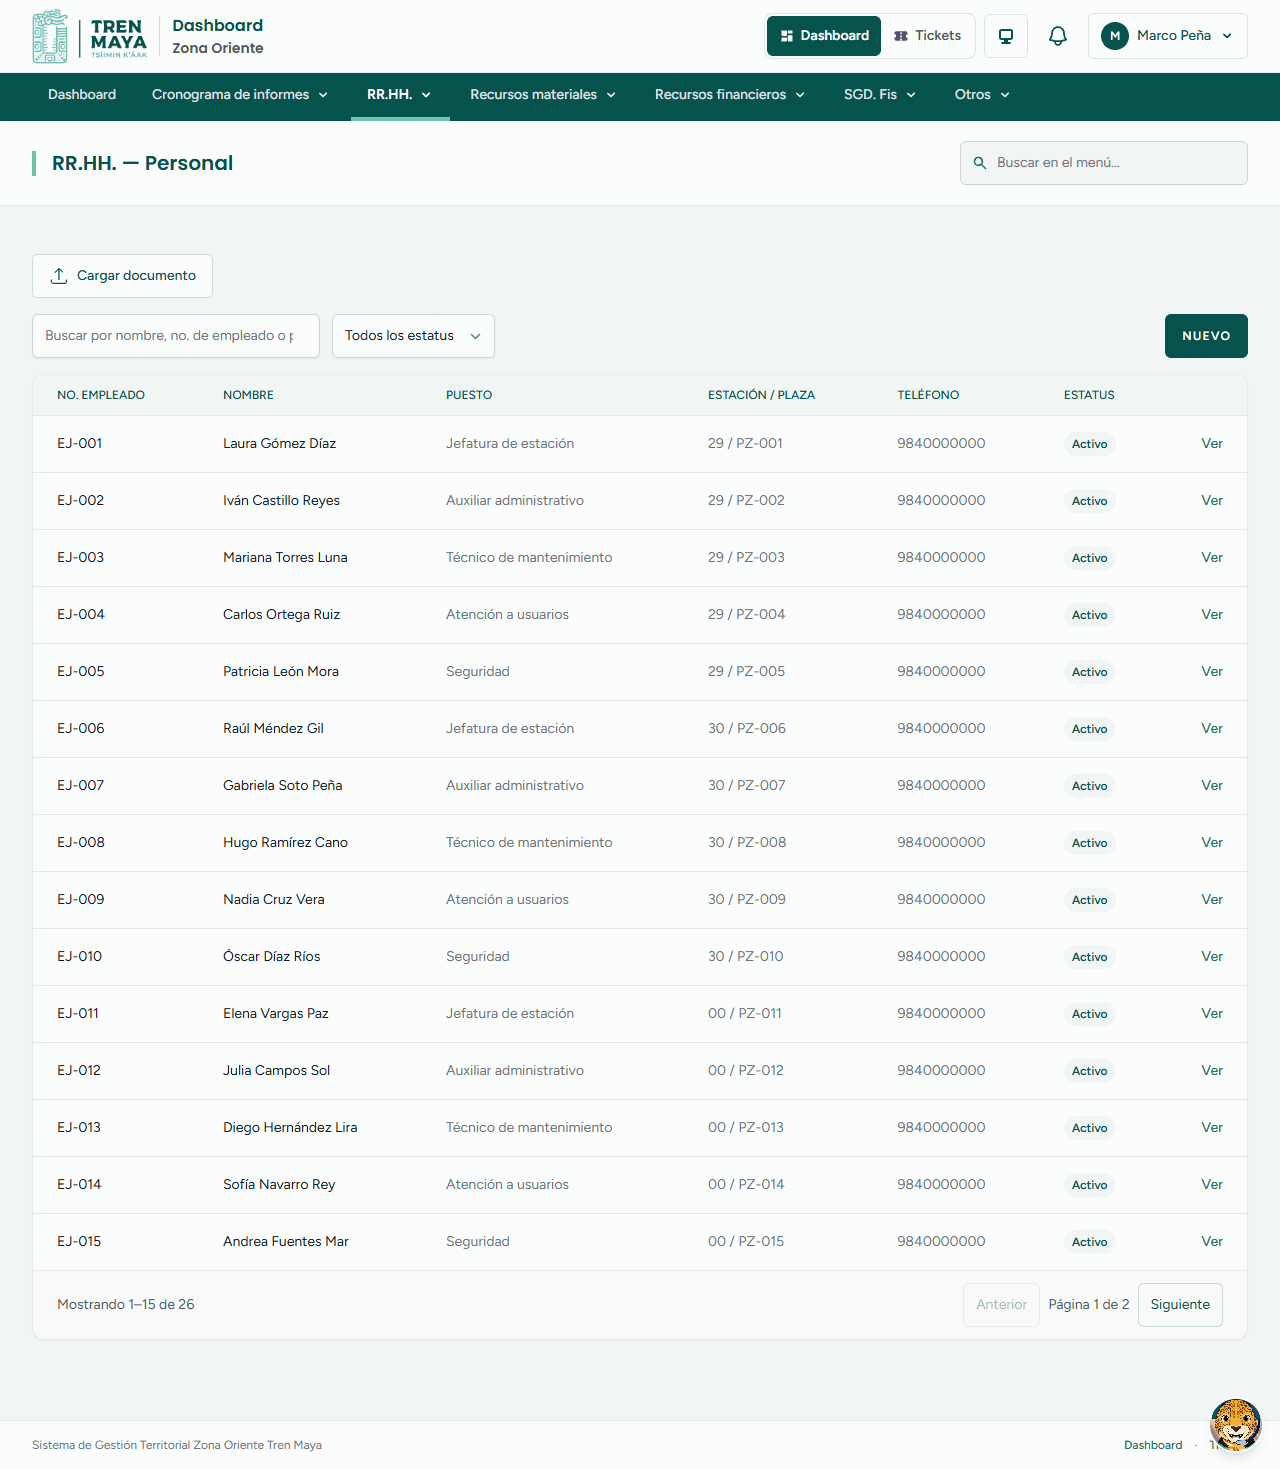 TREN
MAYA
TSÍIMIN K'ÁAK
Dashboard
Zona Oriente
Dashboard
Tickets
M
Marco Peña
Dashboard
Cronograma de informes
RR.HH.
Recursos materiales
Recursos financieros
SGD. Fis
Otros
RR.HH. — Personal
Buscar en el menú...
Cargar documento
Buscar por nombre, no. de empleado o
Todos los estatus
NUEVO
NO. EMPLEADO NOMBRE PUESTO ESTACIÓN / PLAZA TELÉFONO ESTATUS
EJ-001 Laura Gómez Díaz Jefatura de estación 29 / PZ-001 9840000000 Activo Ver
EJ-002 Iván Castillo Reyes Auxiliar administrativo 29 / PZ-002 9840000000 Activo Ver
EJ-003 Mariana Torres Luna Técnico de mantenimiento 29 / PZ-003 9840000000 Activo Ver
EJ-004 Carlos Ortega Ruiz Atención a usuarios 29 / PZ-004 9840000000 Activo Ver
EJ-005 Patricia León Mora Seguridad 29 / PZ-005 9840000000 Activo Ver
EJ-006 Raúl Méndez Gil Jefatura de estación 30 / PZ-006 9840000000 Activo Ver
EJ-007 Gabriela Soto Peña Auxiliar administrativo 30 / PZ-007 9840000000 Activo Ver
EJ-008 Hugo Ramírez Cano Técnico de mantenimiento 30 / PZ-008 9840000000 Activo Ver
EJ-009 Nadia Cruz Vera Atención a usuarios 30 / PZ-009 9840000000 Activo Ver
EJ-010 Óscar Díaz Ríos Seguridad 30 / PZ-010 9840000000 Activo Ver
EJ-011 Elena Vargas Paz Jefatura de estación 00 / PZ-011 9840000000 Activo Ver
EJ-012 Julia Campos Sol Auxiliar administrativo 00 / PZ-012 9840000000 Activo Ver
EJ-013 Diego Hernández Lira Técnico de mantenimiento 00 / PZ-013 9840000000 Activo Ver
EJ-014 Sofía Navarro Rey Atención a usuarios 00 / PZ-014 9840000000 Activo Ver
EJ-015 Andrea Fuentes Mar Seguridad 00 / PZ-015 9840000000 Activo Ver
Mostrando 1–15 de 26
Anterior
Página 1 de 2
Siguiente
Sistema de Gestión Territorial Zona Oriente Tren Maya
Dashboard ·